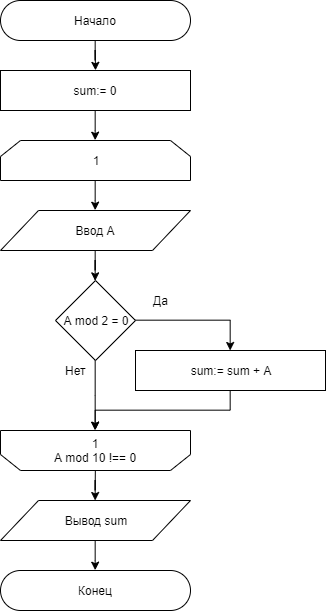 Начало
sum:= 0
1
Ввод A
A mod 2 = 0
Да
Нет
sum:= sum + A
1
A mod 10 !== 0
Вывод sum
Конец